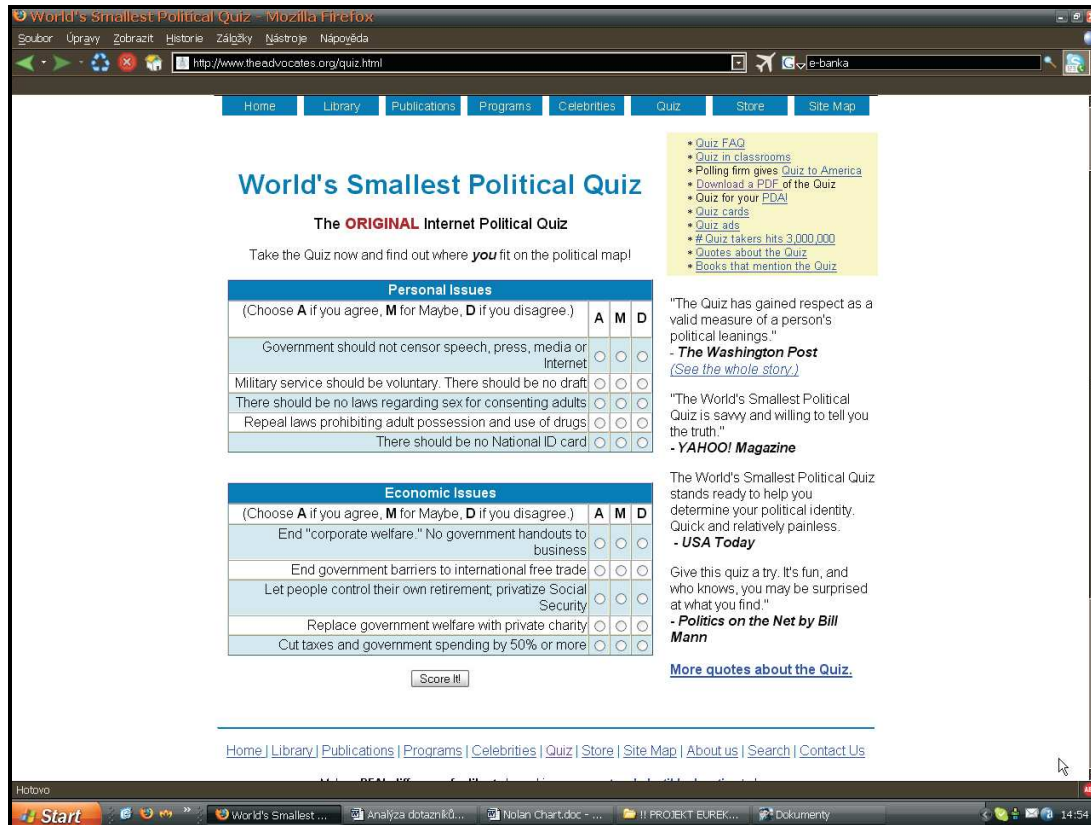 World's Smallest Political Quiz - Mozilla Firefox
Soubor Úpravy Zobrazit Historie Záložky Nástroje Nápověda
http://www.theadvocates.org/quiz.html
e-banka
Home Library Publications Programs Celebrities Quiz Store Site Map
* Quiz FAQ
* Quiz in classrooms
* Polling firm gives Quiz to America
* Download a PDF of the Quiz
* Quiz for your PDA!
* Quiz cards
* Quiz ads
* # Quiz takers hits 3,000,000
* Quotes about the Quiz
* Books that mention the Quiz
World's Smallest Political Quiz
The ORIGINAL Internet Political Quiz
Take the Quiz now and find out where you fit on the political map!
Personal Issues
(Choose A if you agree, M for Maybe, D if you disagree.) A M D
Government should not censor speech, press, media or
Internet
Military service should be voluntary. There should be no draft
There should be no laws regarding sex for consenting adults
Repeal laws prohibiting adult possession and use of drugs
There should be no National ID card
Economic Issues
(Choose A if you agree, M for Maybe, D if you disagree.) A M D
End "corporate welfare." No government handouts to
business
End government barriers to international free trade
Let people control their own retirement; privatize Social
Security
Replace government welfare with private charity
Cut taxes and government spending by 50% or more
Score It!
"The Quiz has gained respect as a
valid measure of a person's
political leanings."
- The Washington Post
(See the whole story.)
"The World's Smallest Political
Quiz is savvy and willing to tell you
the truth."
- YAHOO! Magazine
The World's Smallest Political Quiz
stands ready to help you
determine your political identity.
Quick and relatively painless.
- USA Today
Give this quiz a try. It's fun, and
who knows, you may be surprised
at what you find."
- Politics on the Net by Bill
Mann
More quotes about the Quiz.
Home | Library | Publications | Programs | Celebrities | Quiz | Store | Site Map | About us | Search | Contact Us
Hotovo
Start World's Smallest ... Analýza dotazníků... Nolan Chart.doc - ... !! PROJEKT EUREK... Dokumenty 14:54